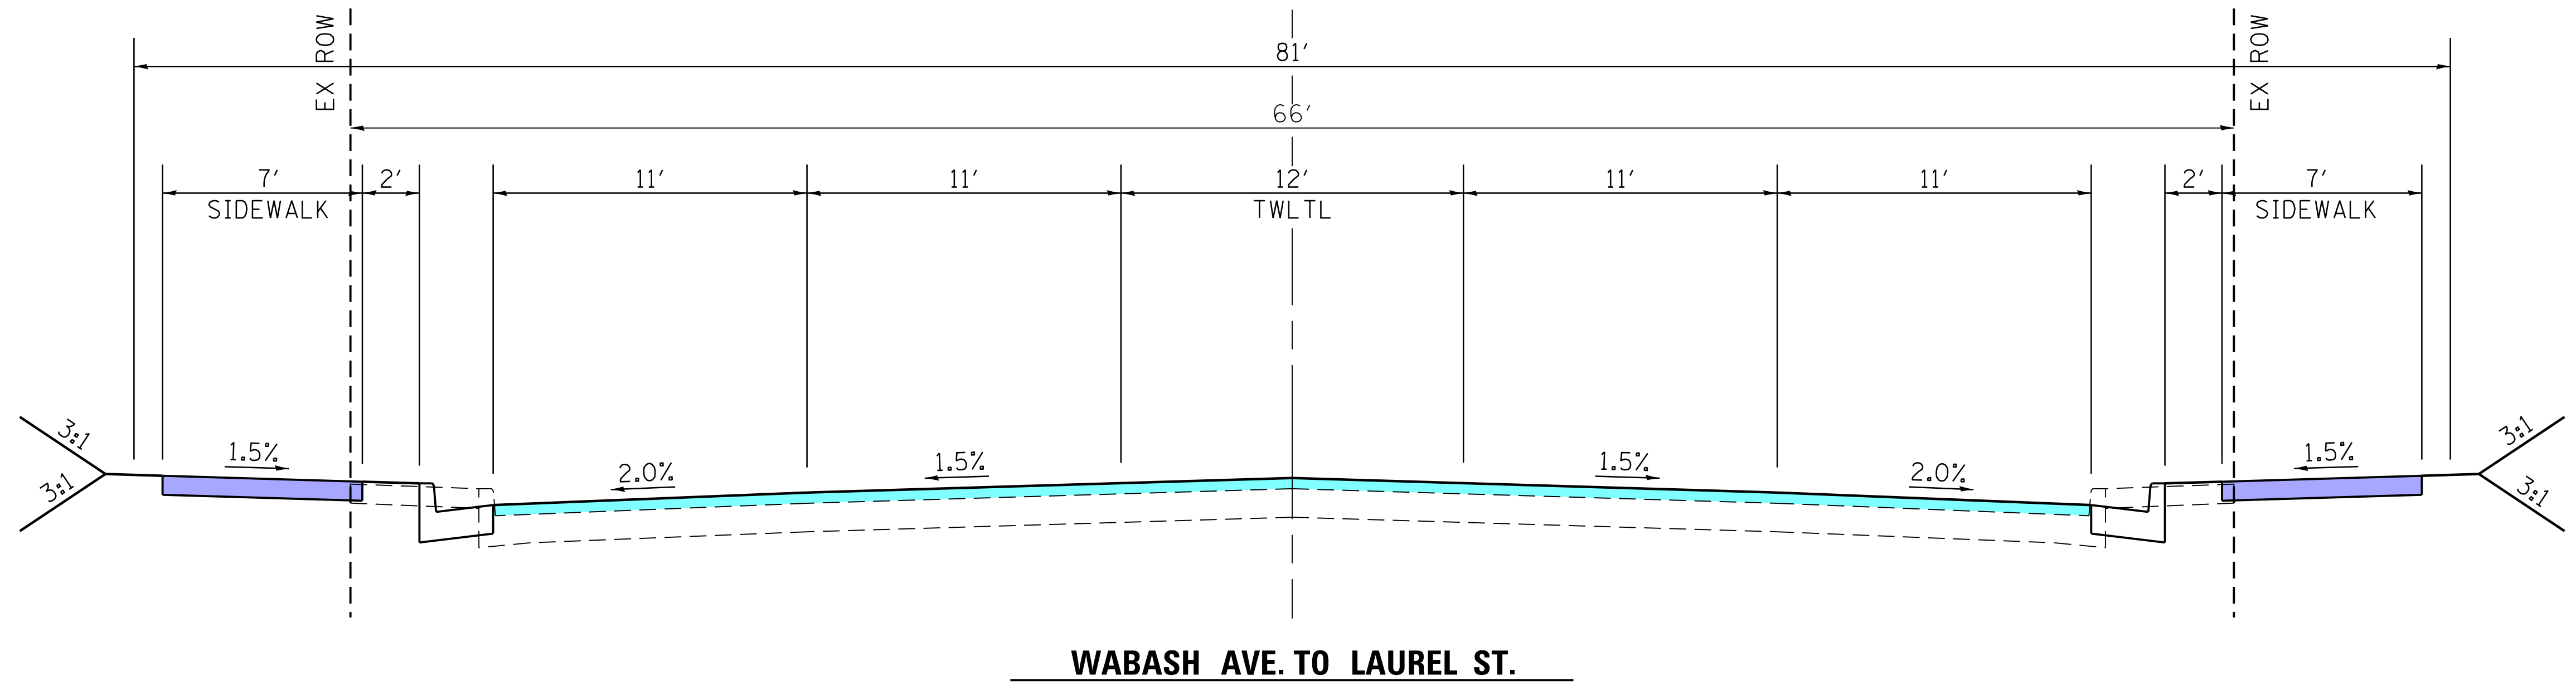 EX ROW
EX ROW
81'
66'
7' 2' 11' 11' 12' 11' 11' 2' 7'
SIDEWALK TWLTL SIDEWALK
3:1 3:1
1.5% 2.0% 1.5% 1.5% 2.0% 1.5%
3:1 3:1
WABASH AVE. TO LAUREL ST.